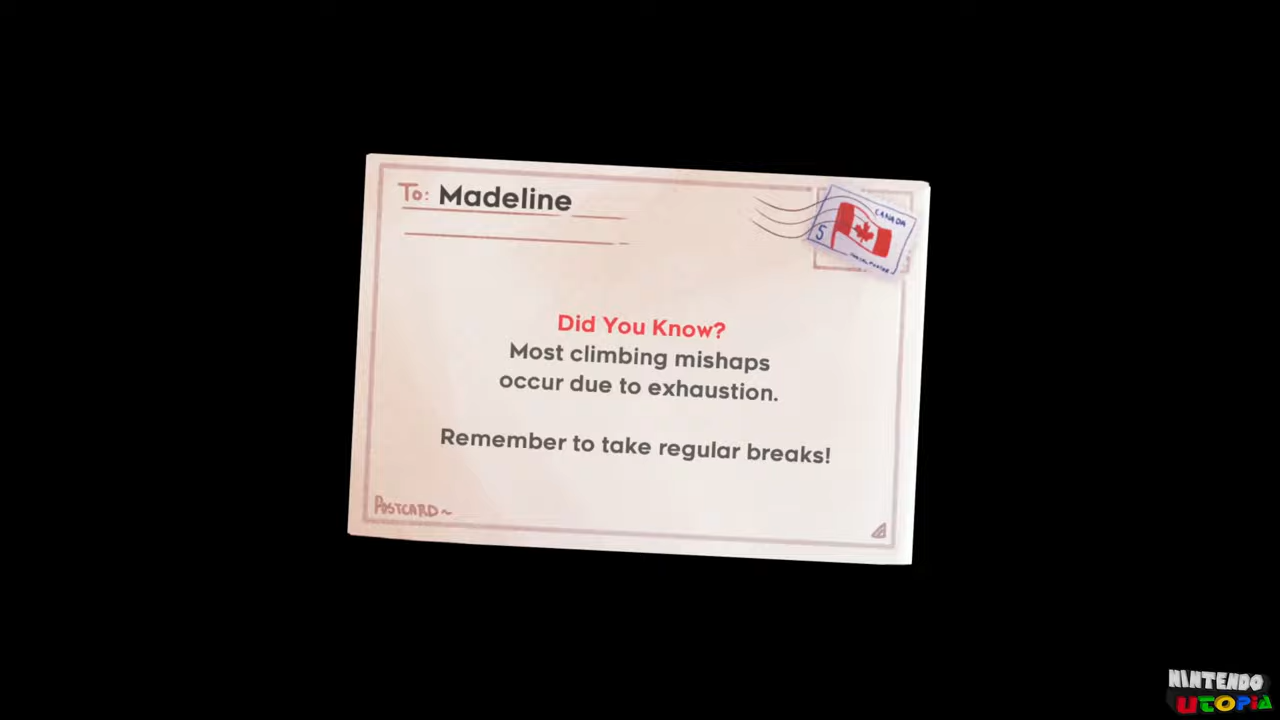 To: Madeline
CANADA
5
Did You Know?
Most climbing mishaps
occur due to exhaustion.
Remember to take regular breaks!
POSTCARD~
NINTENDO
UTOPIA